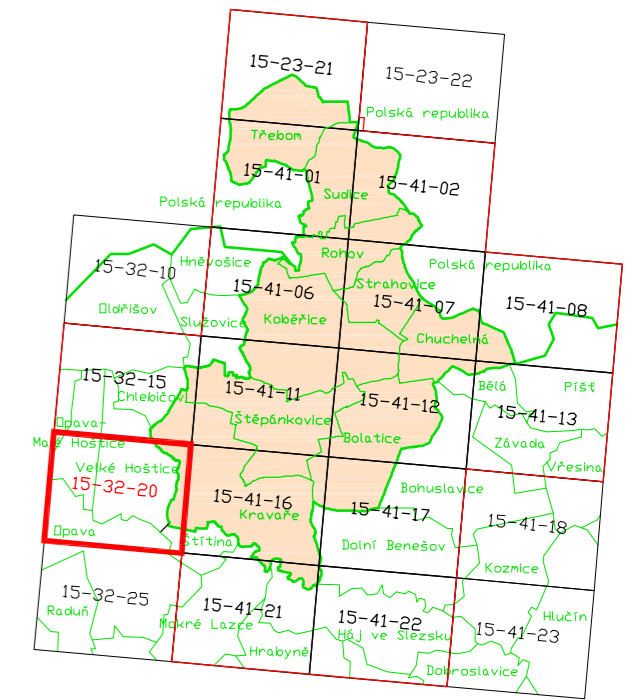 15-23-21
15-23-22
Polská republika
Třebom
15-41-01
15-41-02
Sudice
Polská republika
Rohov
Hněvošice
Polská republika
15-32-10
Strahovice
15-41-06
15-41-07
15-41-08
Oldřišov
Služovice
Kobeřice
Chuchelná
15-32-15
Bělá
Píšť
Chlebičov
15-41-11
15-41-12
15-41-13
Opava-
Malé Hoštice
Štěpánkovice
Bolatice
Závada
Velké Hoštice
Vřesina
15-32-20
15-41-16
Bohuslavice
Kravaře
15-41-17
15-41-18
Opava
Štítina
Dolní Benešov
Kozmice
15-32-25
Raduň
15-41-21
15-41-22
Hlučín
Mokré Lazce
Háj ve Slezsku
15-41-23
Hrabyně
Dobroslavice